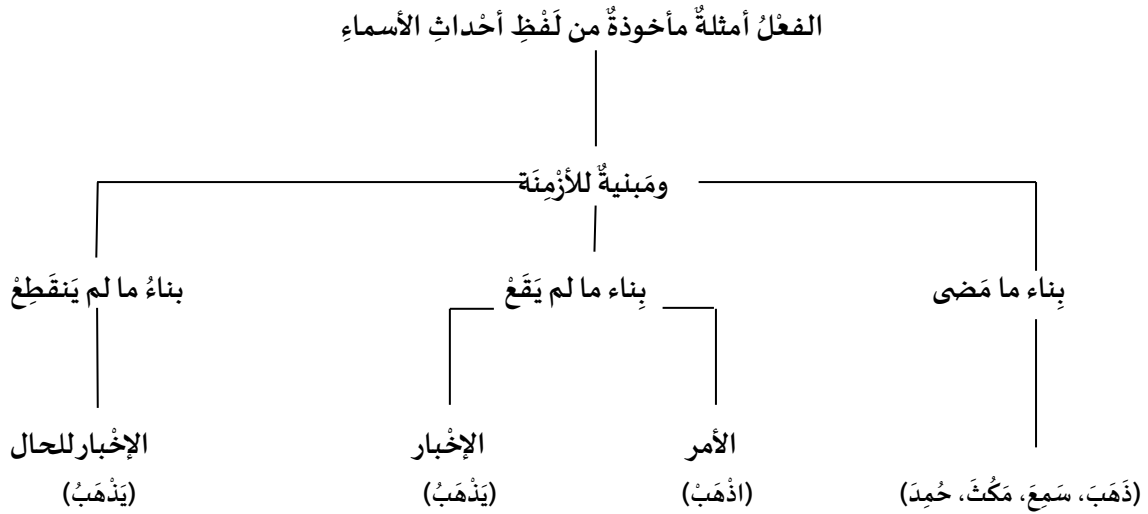 الفعْلُ أمثلةٌ مأخوذةٌ من لَفْظِ أحْداثِ الأسماءِ
ومَبنيةٌ للأزْمِنَة
بِناء ما مَضى
بِناء ما لم يَقَعْ
بناءُ ما لم يَنقَطِعْ
الأمر
الإخْبار
الإخْبار للحال
(ذَهَبَ، سَمِعَ، مَكُثَ، حُمِدَ)
(اذْهَبْ)
(يَذْهَبُ)
(يَذْهَبُ)